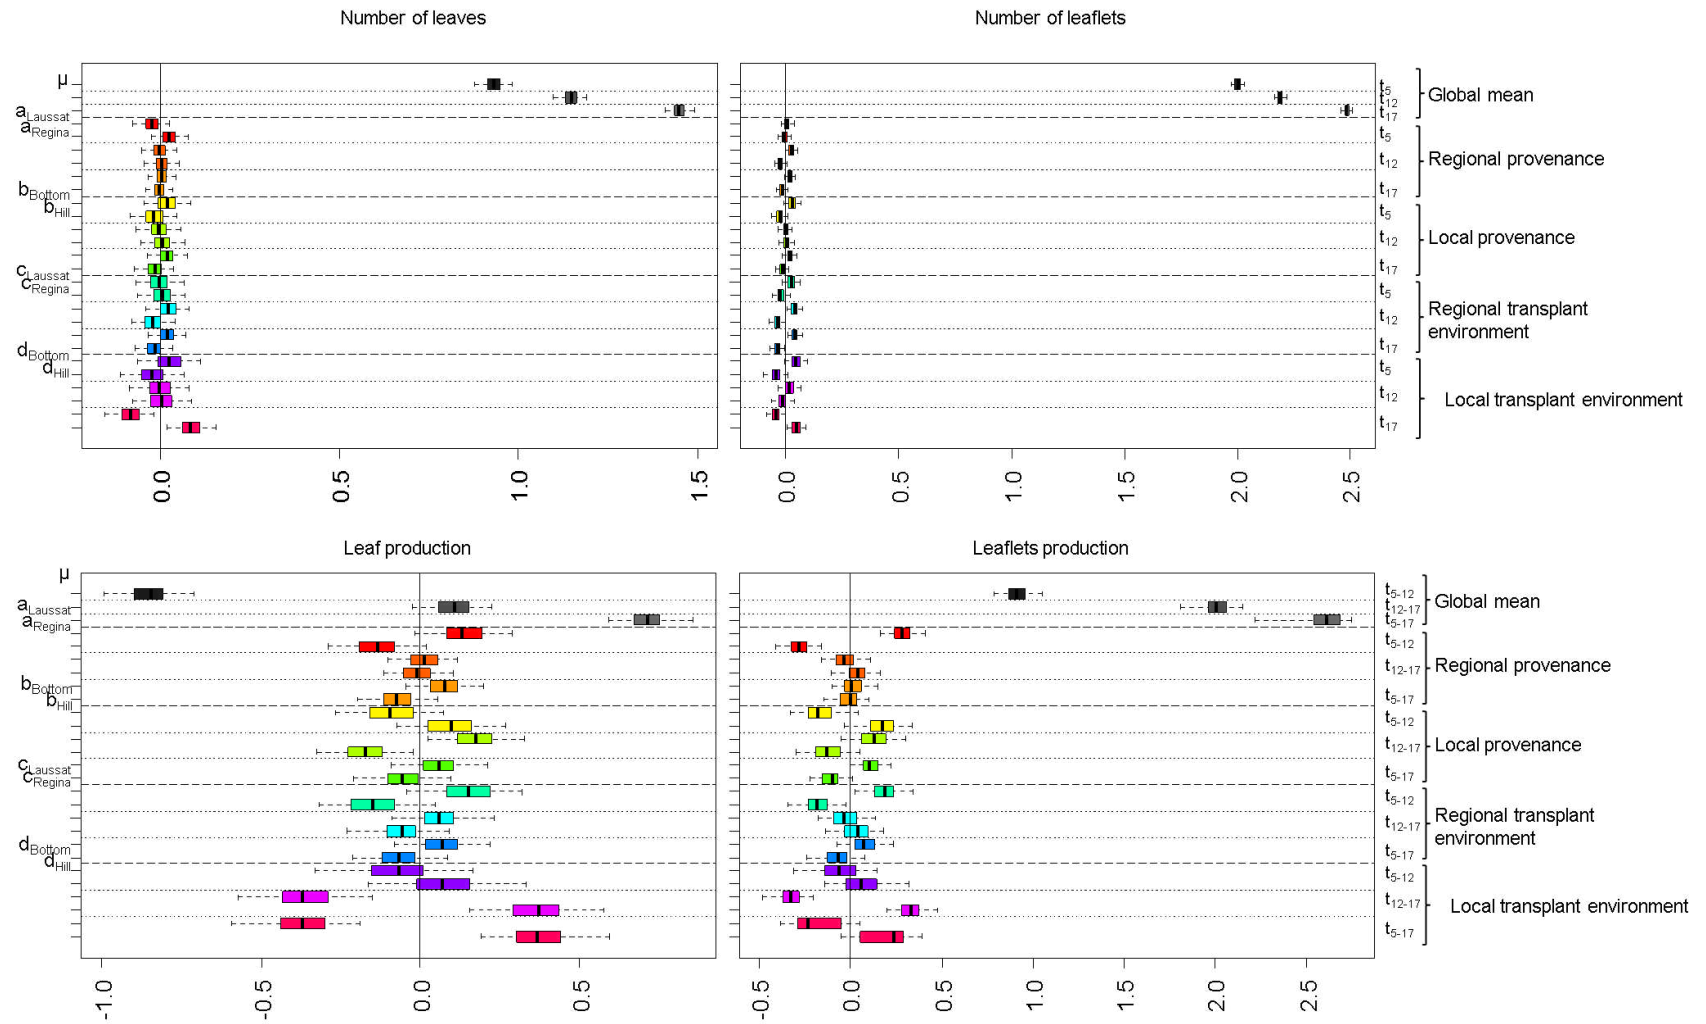 Number of leaves
Number of leaflets
μ
aLaussat
aRegina
bBottom
bHill
cLaussat
cRegina
dBottom
dHill
t5
t12
t17
t5
t12
t17
t5
t12
t17
t5
t12
t17
t5
t12
t17
Global mean
Regional provenance
Local provenance
Regional transplant
environment
Local transplant environment
0.0 0.5 1.0 1.5
0.0 0.5 1.0 1.5 2.0 2.5
Leaf production
Leaflets production
μ
aLaussat
aRegina
bBottom
bHill
cLaussat
cRegina
dBottom
dHill
t5-12
t12-17
t5-17
t5-12
t12-17
t5-17
t5-12
t12-17
t5-17
t5-12
t12-17
t5-17
t5-12
t12-17
t5-17
Global mean
Regional provenance
Local provenance
Regional transplant
environment
Local transplant environment
-1.0 -0.5 0.0 0.5
-0.5 0.0 0.5 1.0 1.5 2.0 2.5